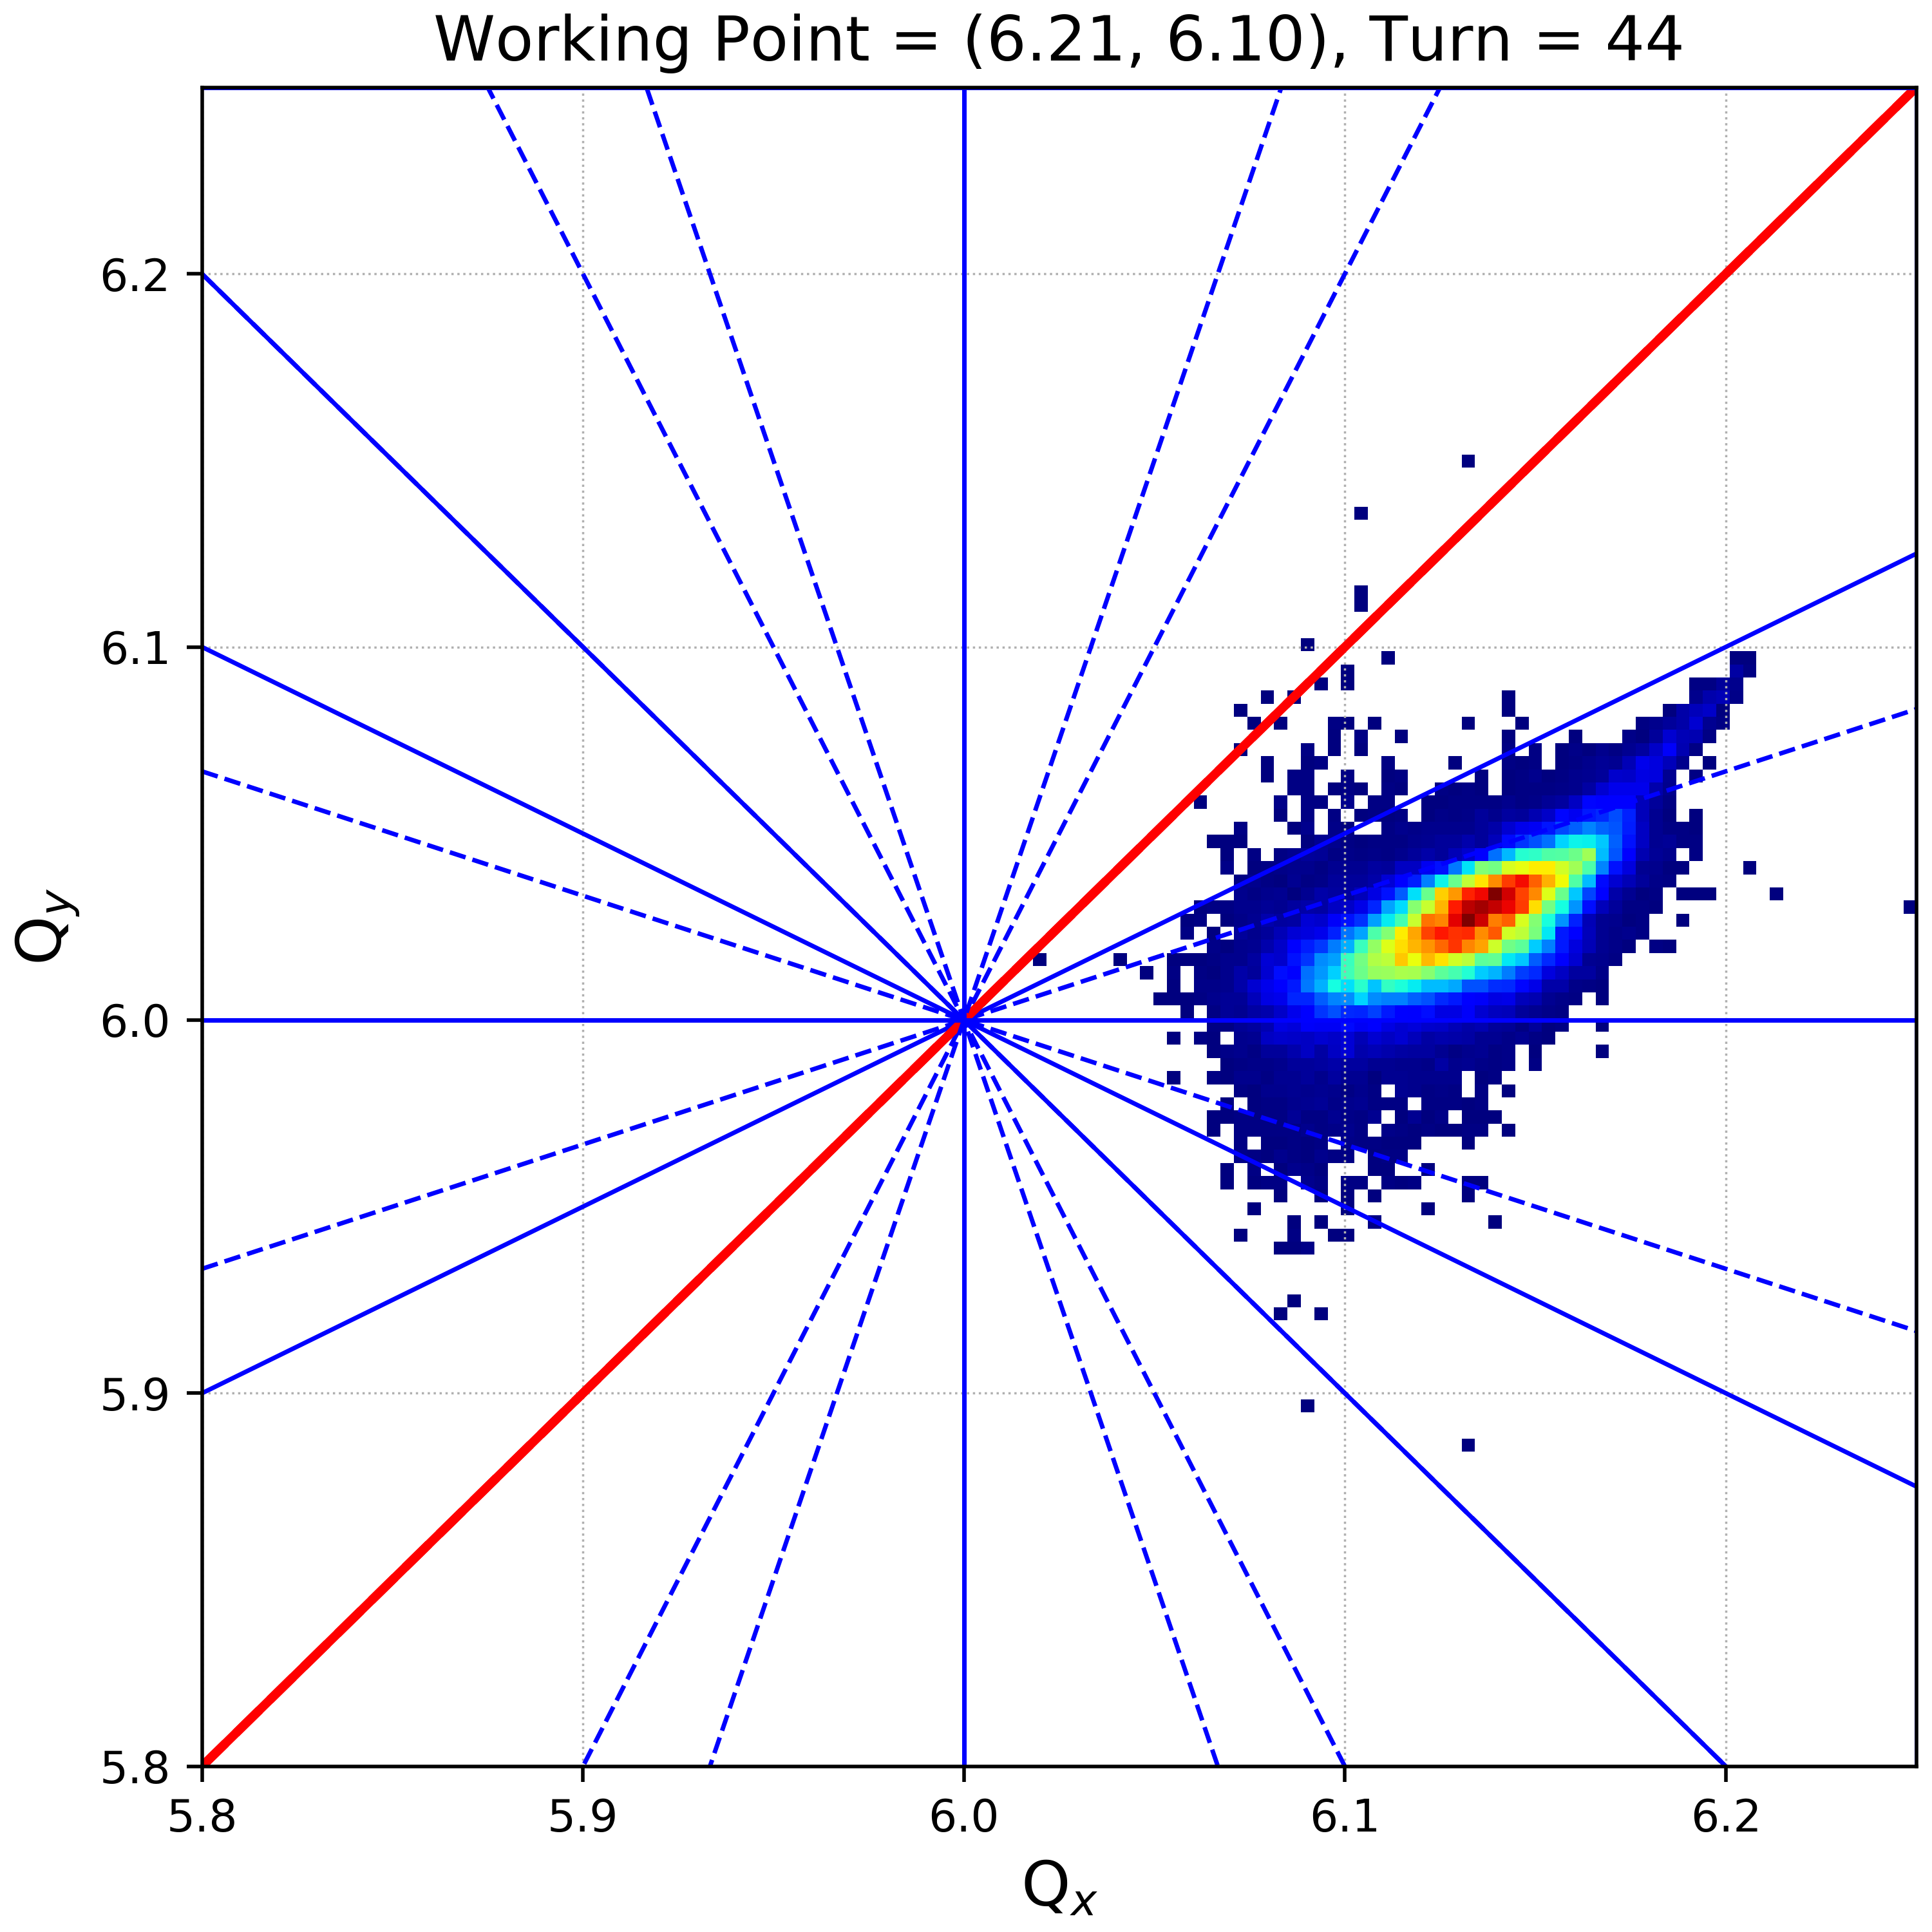 Working Point = (6.21, 6.10), Turn = 44
6.2
6.1
6.0
5.9
5.8
Qy
5.8 5.9 6.0 6.1 6.2
Qx